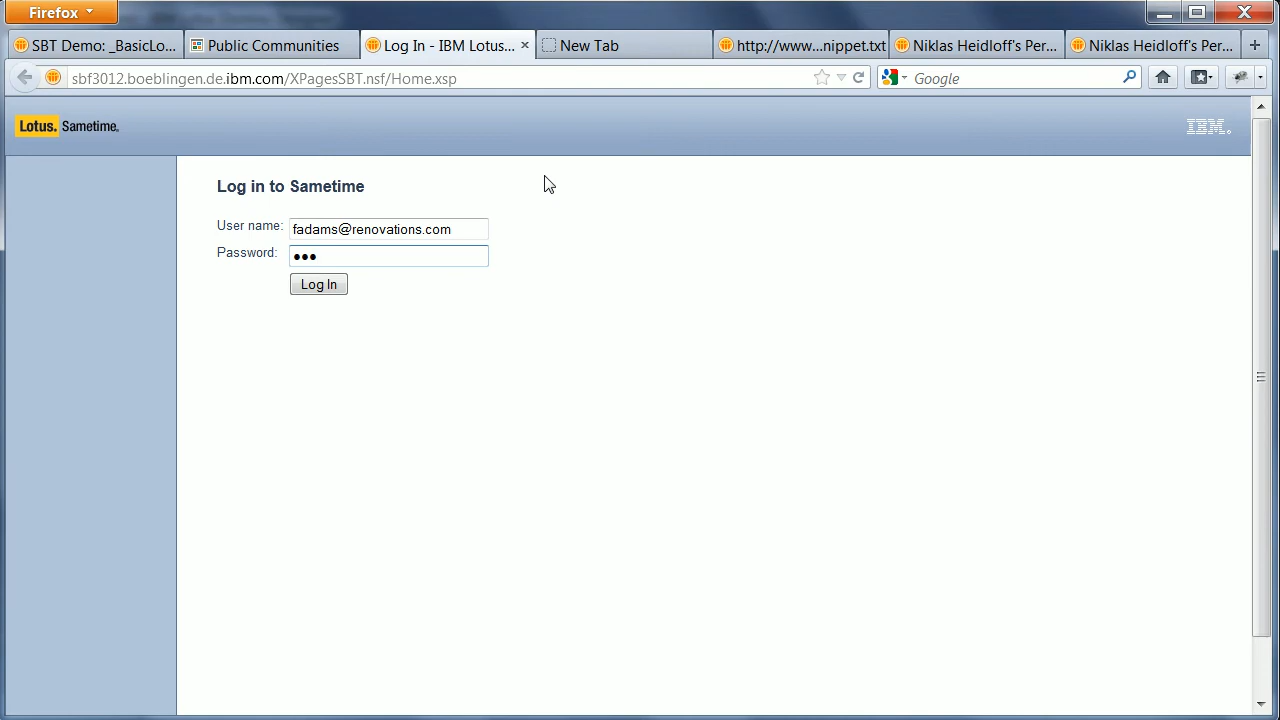 Firefox
SBT Demo: _BasicLo... Public Communities Log In - IBM Lotus... × New Tab http://www...nippet.txt Niklas Heidloff's Per... Niklas Heidloff's Per... +
sbf3012.boeblingen.de.ibm.com/XPagesSBT.nsf/Home.xsp Google
Lotus. Sametime. IBM.
Log in to Sametime
User name: fadams@renovations.com
Password: ●●●
Log In